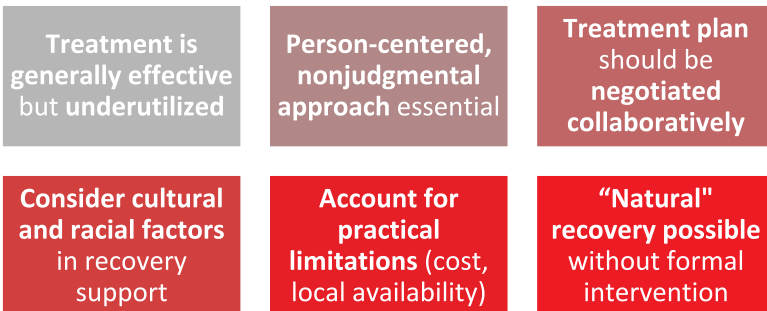 Treatment is
generally effective
but underutilized
Person-centered,
nonjudgmental
approach essential
Treatment plan
should be
negotiated
collaboratively
Consider cultural
and racial factors
in recovery
support
Account for
practical
limitations (cost,
local availability)
“Natural"
recovery possible
without formal
intervention